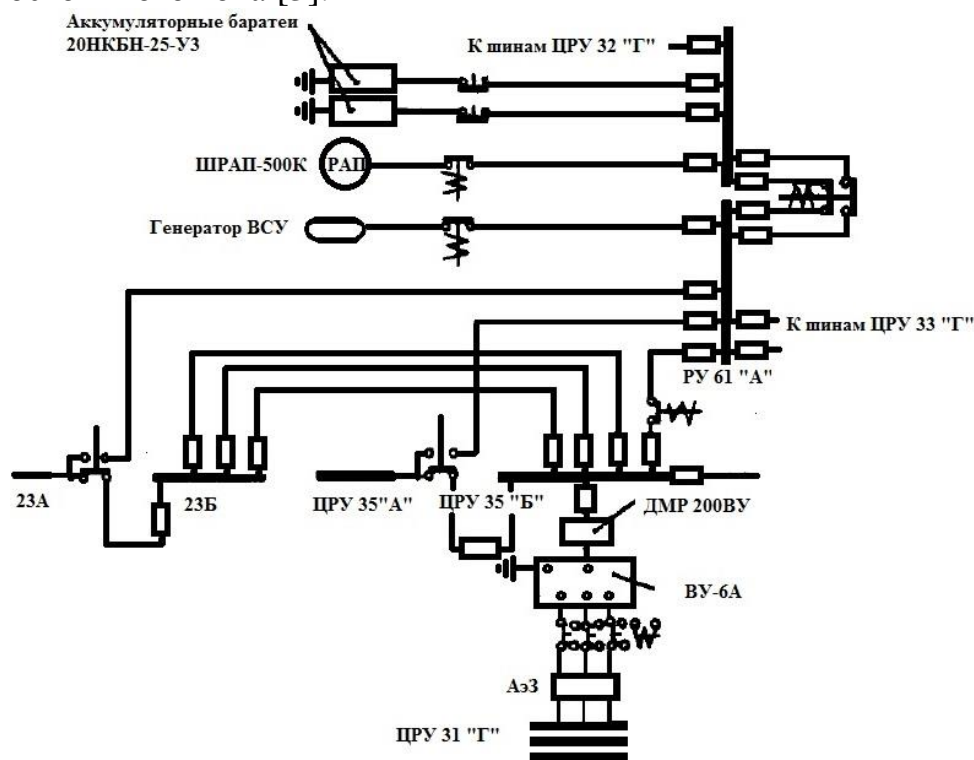 Аккумуляторные баратеи
20НКБН-25-УЗ
К шинам ЦРУ 32 "Г"
ШРАП-500К
РАП
Генератор ВСУ
К шинам ЦРУ 33 "Г"
РУ 61 "А"
23А
23Б
ЦРУ 35"А"
ЦРУ 35 "Б"
ДМР 200ВУ
ВУ-6А
АэЗ
ЦРУ 31 "Г"